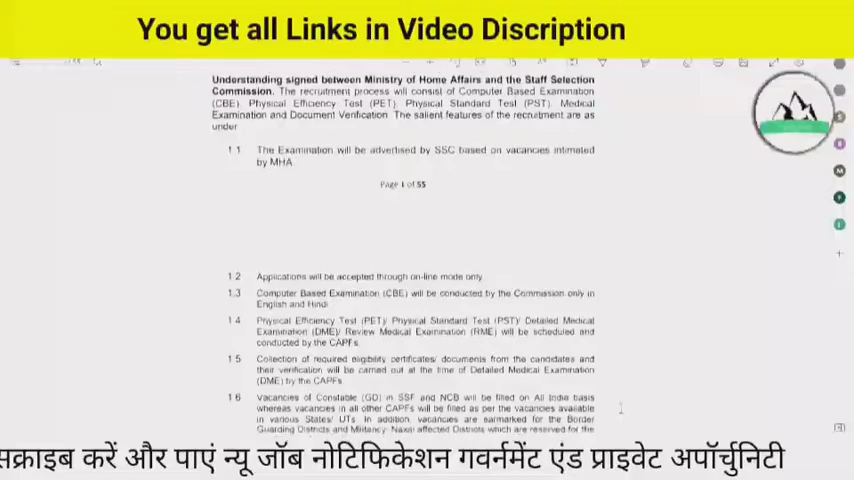 You get all Links in Video Discription
Understanding signed between Ministry of Home Affairs and the Staff Selection
Commission. The recruitment process will consist of Computer Based Examination
(CBE), Physical Efficiency Test (PET), Physical Standard Test (PST), Medical
Examination and Document Verification. The salient features of the recruitment are as
under
1.1 The Examination will be advertised by SSC based on vacancies intimated
by MHA
Page 1 of 55
1.2 Applications will be accepted through on-line mode only
1.3 Computer Based Examination (CBE) will be conducted by the Commission only in
English and Hindi
1.4 Physical Efficiency Test (PET)/ Physical Standard Test (PST)/ Detailed Medical
Examination (DME)/ Review Medical Examination (RME) will be scheduled and
conducted by the CAPFs
1.5 Collection of required eligibility certificates/ documents from the candidates and
their verification will be carried out at the time of Detailed Medical Examination
(DME) by the CAPFs
1.6 Vacancies of Constable (GD) in SSF and NCB will be filled on All India basis
whereas vacancies in all other CAPFs will be filled as per the vacancies available
in various States/ UTs. In addition, vacancies are earmarked for the Border
Guarding Districts and Militancy/ Naxal affected Districts which are reserved for the
सक्राइब करें और पाएं न्यू जॉब नोटिफिकेशन गवर्नमेंट एंड प्राइवेट अपॉर्चुनिटी